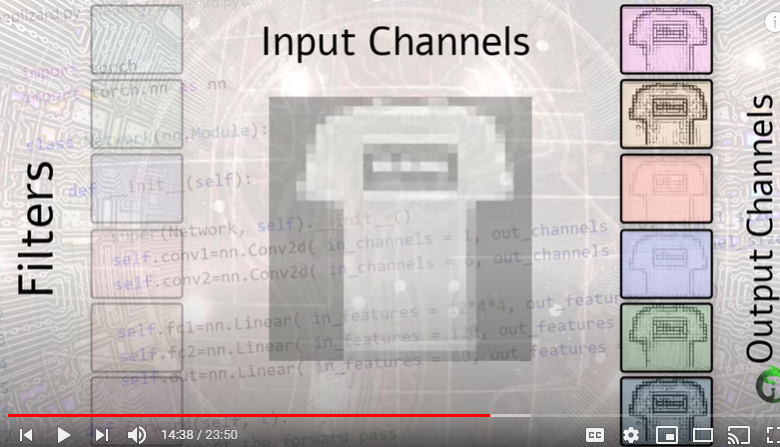 Input Channels
Filters
Output Channels
import torch
import torch.nn as nn
class Network(nn.Module):
def __init__(self):
super(Network, self).__init__()
self.conv1=nn.Conv2d( in_channels = 1, out_channels
self.conv2=nn.Conv2d( in_channels = 6, out_channels
self.fc1=nn.Linear( in_features = 12*4*4, out_featur
self.fc2=nn.Linear( in_features = 120, out_features
self.out=nn.Linear( in_features = 60, out_features
14:38 / 23:50
CC